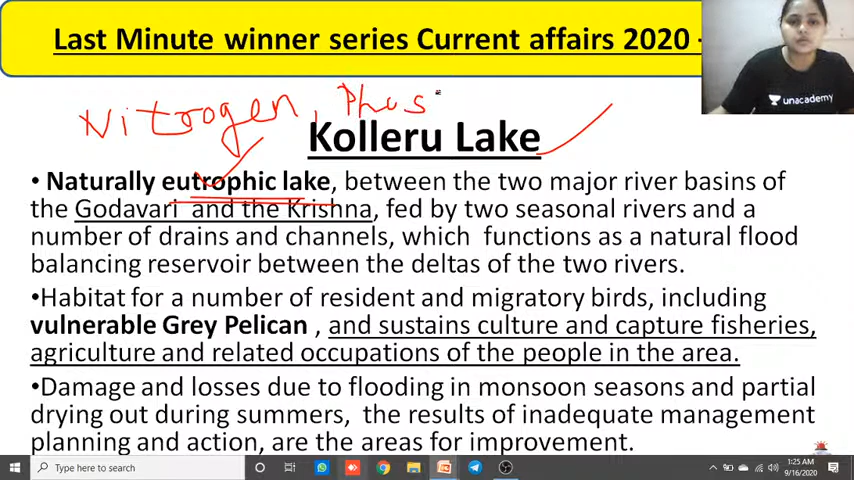 Last Minute winner series Current affairs 2020 -
unacademy
Nitrogen, Phos
Kolleru Lake
• Naturally eutrophic lake, between the two major river basins of
the Godavari and the Krishna, fed by two seasonal rivers and a
number of drains and channels, which functions as a natural flood
balancing reservoir between the deltas of the two rivers.
•Habitat for a number of resident and migratory birds, including
vulnerable Grey Pelican , and sustains culture and capture fisheries,
agriculture and related occupations of the people in the area.
•Damage and losses due to flooding in monsoon seasons and partial
drying out during summers, the results of inadequate management
planning and action, are the areas for improvement.
Type here to search
1:25 AM
9/16/2020